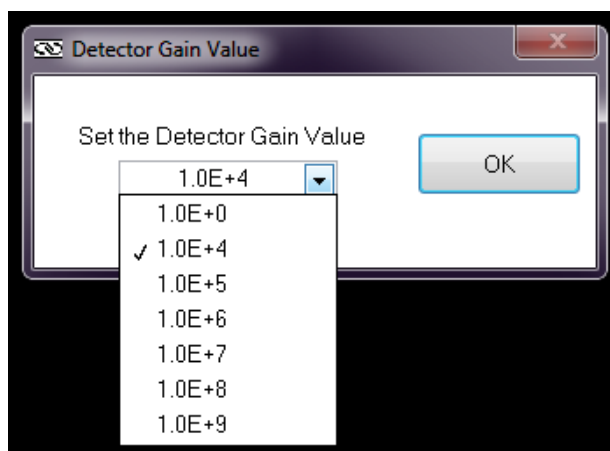 Detector Gain Value
Set the Detector Gain Value
OK
1.0E+4
1.0E+0
1.0E+4
1.0E+5
1.0E+6
1.0E+7
1.0E+8
1.0E+9